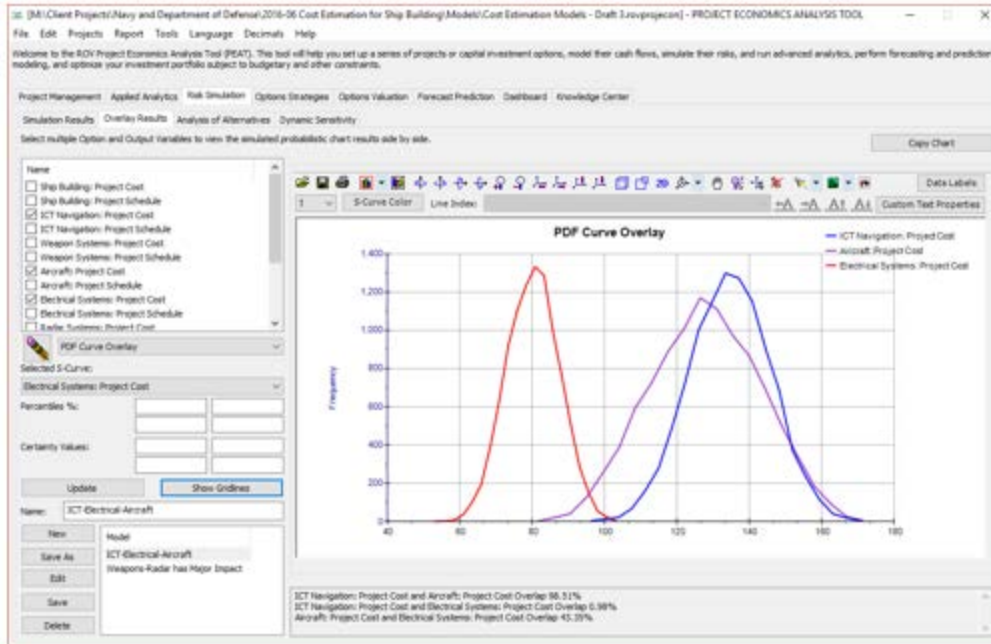 [M:\Client Projects\Navy and Department of Defense\2016-06 Cost Estimation for Ship Building\Models\Cost Estimation Models - Draft 3.rovprojecon] - PROJECT ECONOMICS ANALYSIS TOOL
File Edit Projects Report Tools Language Decimals Help
Welcome to the ROV Project Economics Analysis Tool (PEAT). This tool will help you set up a series of projects or capital investment options, model their cash flows, simulate their risks, and run advanced analytics, perform forecasting and prediction
modeling, and optimize your investment portfolio subject to budgetary and other constraints.
Project Management Applied Analytics Risk Simulation Options Strategies Options Valuation Forecast Prediction Dashboard Knowledge Center
Simulation Results Overlay Results Analysis of Alternatives Dynamic Sensitivity
Select multiple Option and Output Variables to view the simulated probabilistic chart results side by side.
Copy Chart
Name
Ship Building: Project Cost
Ship Building: Project Schedule
ICT Navigation: Project Cost
ICT Navigation: Project Schedule
Weapon Systems: Project Cost
Weapon Systems: Project Schedule
Aircraft: Project Cost
Aircraft: Project Schedule
Electrical Systems: Project Cost
Electrical Systems: Project Schedule
Radar Systems: Project Cost
PDF Curve Overlay
Selected S-Curve:
Electrical Systems: Project Cost
Percentiles %:
Certainty Values:
Update Show Gridlines
Name: ICT-Electrical-Aircraft
New
Save As
Edit
Save
Delete
Model
ICT-Electrical-Aircraft
Weapons-Radar has Major Impact
2D
Data Labels
1 S-Curve Color Line Index: Custom Text Properties
PDF Curve Overlay
ICT Navigation: Project Cost
Aircraft: Project Cost
Electrical Systems: Project Cost
Frequency
1,400
1,200
1,000
800
600
400
200
0
40 60 80 100 120 140 160 180
ICT Navigation: Project Cost and Aircraft: Project Cost Overlap 98.51%
ICT Navigation: Project Cost and Electrical Systems: Project Cost Overlap 0.98%
Aircraft: Project Cost and Electrical Systems: Project Cost Overlap 43.35%